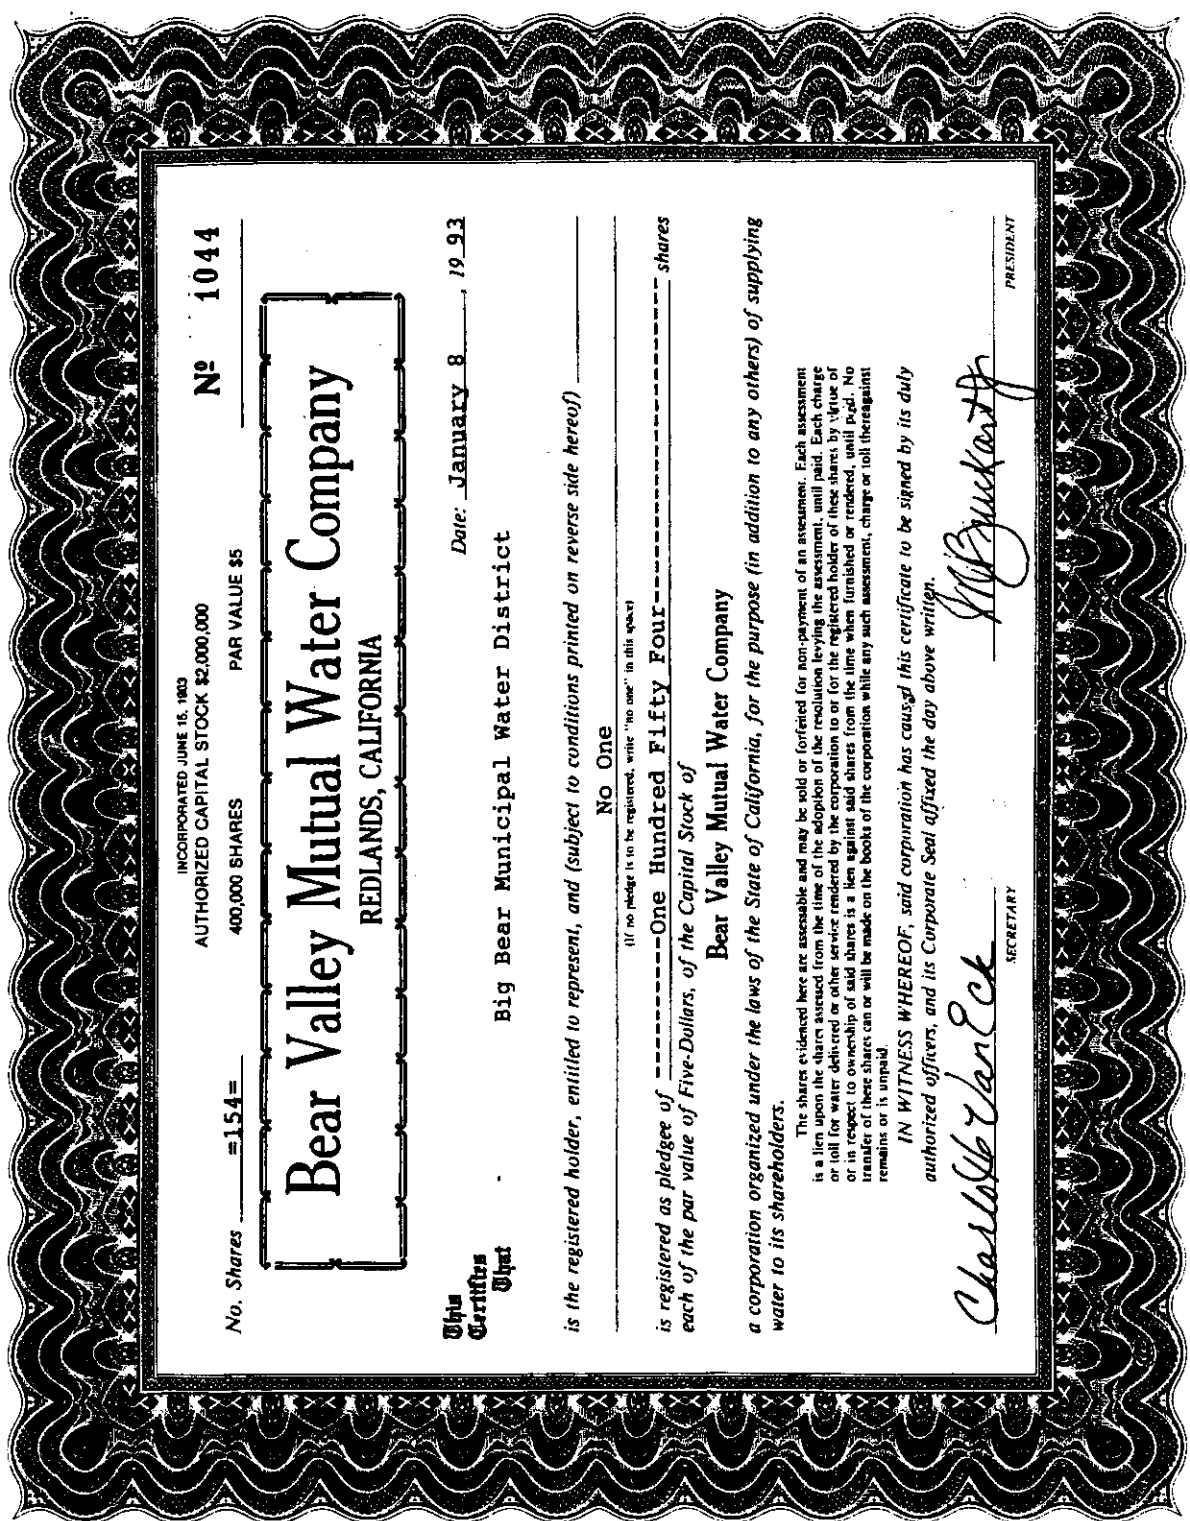 INCORPORATED JUNE 15, 1903
AUTHORIZED CAPITAL STOCK $2,000,000
No. Shares =154= 400,000 SHARES PAR VALUE $5 Nº 1044
Bear Valley Mutual Water Company
REDLANDS, CALIFORNIA
Date: January 8, 19 93
This
Certifies
That - Big Bear Municipal Water District
is the registered holder, entitled to represent, and (subject to conditions printed on reverse side hereof)
No One
(If no pledge is to be registered, write "no one" in this space)
is registered as pledgee of -----------One Hundred Fifty Four----------------------- shares
each of the par value of Five-Dollars, of the Capital Stock of
Bear Valley Mutual Water Company
a corporation organized under the laws of the State of California, for the purpose (in addition to any others) of supplying
water to its shareholders.
The shares evidenced here are assessable and may be sold or forfeited for non-payment of an assessment. Each assessment
is a lien upon the shares assessed from the time of the adoption of the resolution levying the assessment, until paid. Each charge
or toll for water delivered or other service rendered by the corporation to or for the registered holder of these shares by virtue of
or in respect to ownership of said shares is a lien against said shares from the time when furnished or rendered, until paid. No
transfer of these shares can or will be made on the books of the corporation while any such assessment, charge or toll thereagainst
remains or is unpaid.
IN WITNESS WHEREOF, said corporation has caused this certificate to be signed by its duly
authorized officers, and its Corporate Seal affixed the day above written.
Charlotte Van Eck
SECRETARY PRESIDENT